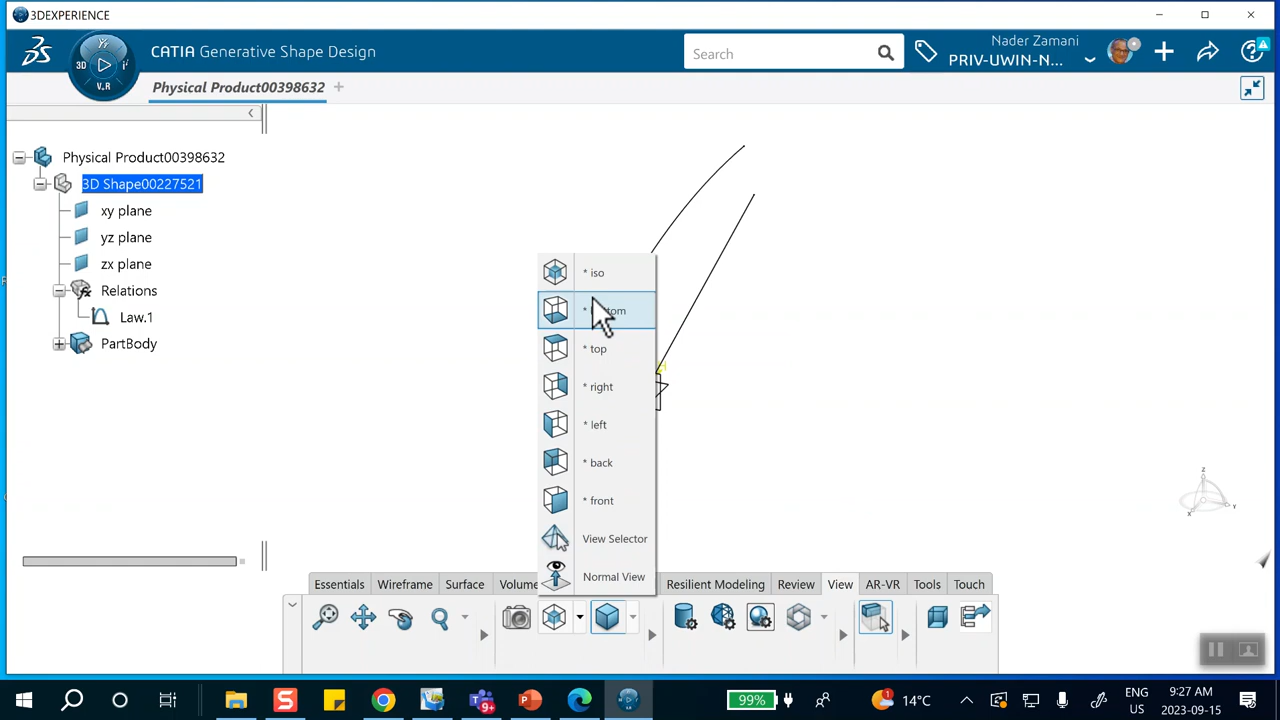 3DEXPERIENCE
CATIA Generative Shape Design
3D
V.R
Search
Nader Zamani
PRIV-UWIN-N...
Physical Product00398632
Physical Product00398632
3D Shape00227521
xy plane
yz plane
zx plane
Relations
Law.1
PartBody
* iso
* top
* right
* left
* back
* front
View Selector
Normal View
H
z
x
Y
Essentials
Wireframe
Surface
Volume
Resilient Modeling
Review
View
AR-VR
Tools
Touch
99%
14°C
ENG
US
9:27 AM
2023-09-15
9+